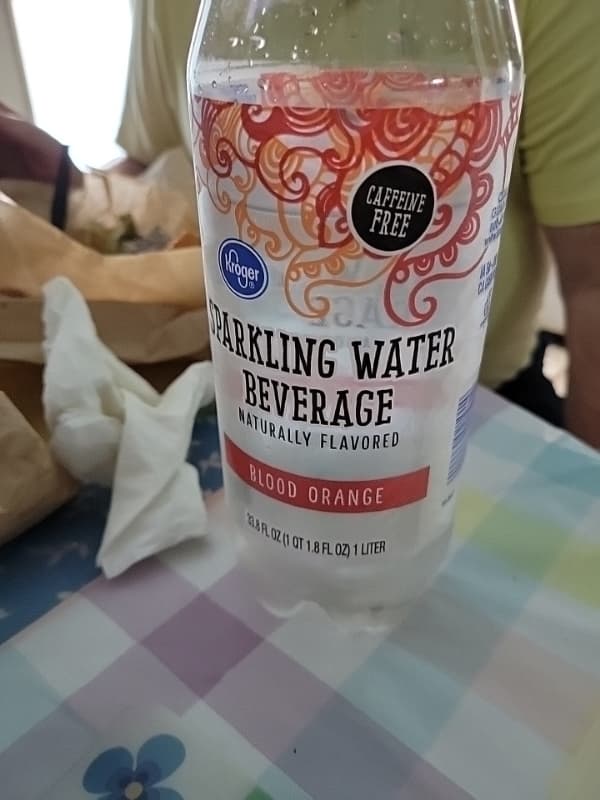 CAFFEINE
FREE
Kroger
SPARKLING WATER
BEVERAGE
NATURALLY FLAVORED
BLOOD ORANGE
33.8 FL OZ (1 QT 1.8 FL OZ) 1 LITER